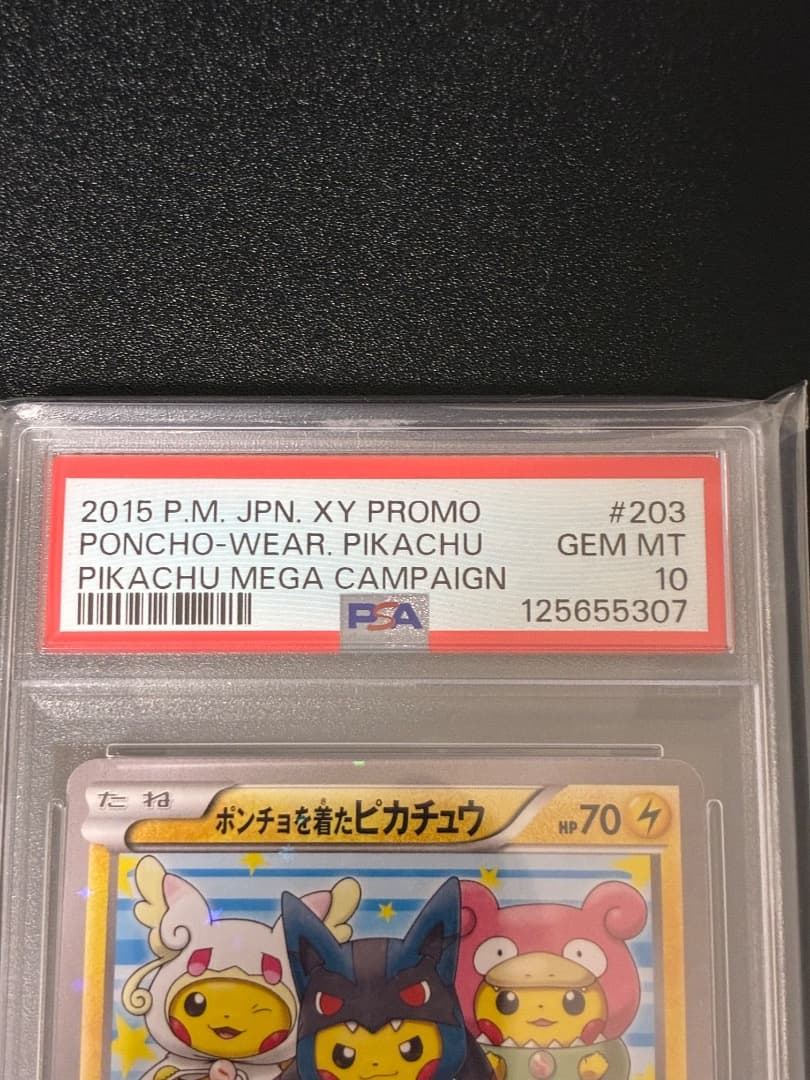 2015 P.M. JPN. XY PROMO #203
PONCHO-WEAR. PIKACHU GEM MT
PIKACHU MEGA CAMPAIGN 10
PSA 125655307
たね ポンチョを着たピカチュウ HP70